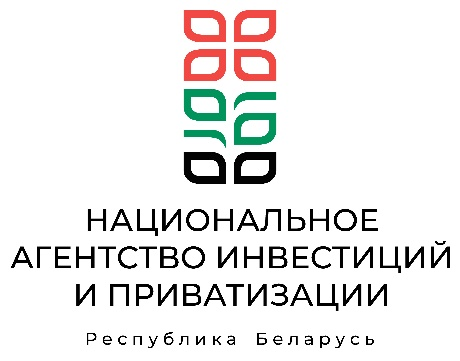 НАЦИОНАЛЬНОЕ
АГЕНТСТВО ИНВЕСТИЦИЙ
И ПРИВАТИЗАЦИИ
Республика Беларусь